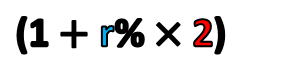 (1 + r% × 2)